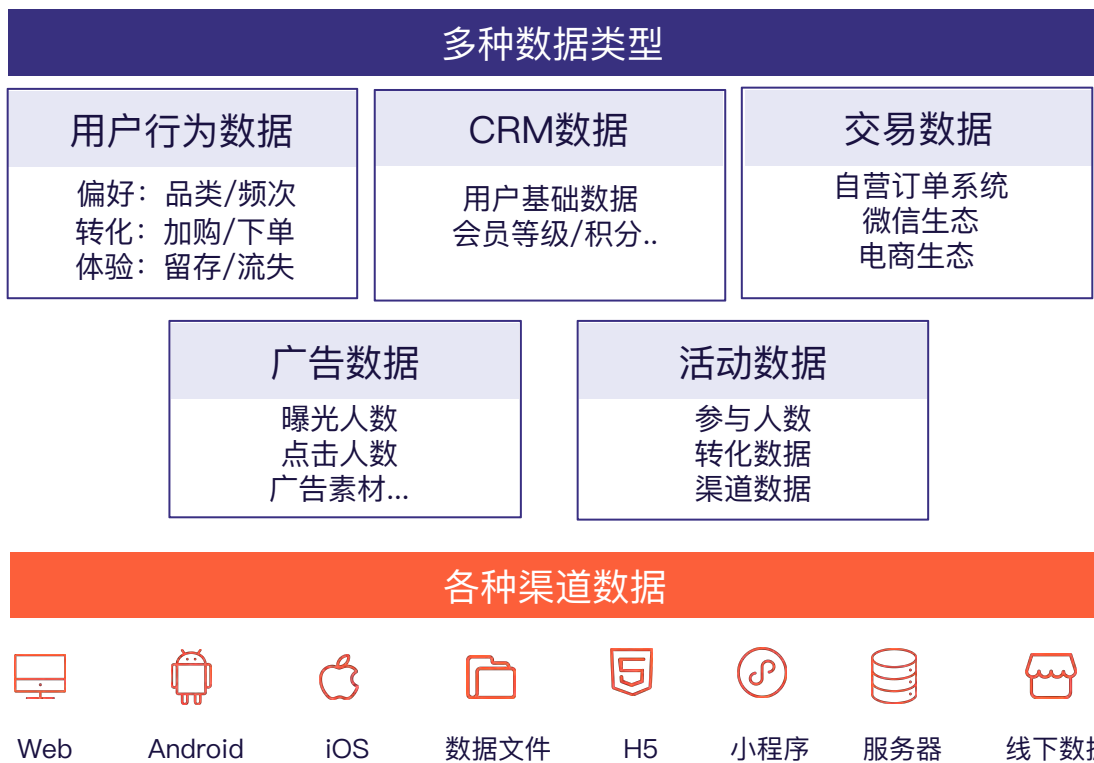 多种数据类型
用户行为数据
偏好：品类/频次
转化：加购/下单
体验：留存/流失
CRM数据
用户基础数据
会员等级/积分..
交易数据
自营订单系统
微信生态
电商生态
广告数据
曝光人数
点击人数
广告素材...
活动数据
参与人数
转化数据
渠道数据
各种渠道数据
Web
Android
iOS
数据文件
H5
小程序
服务器
线下数据